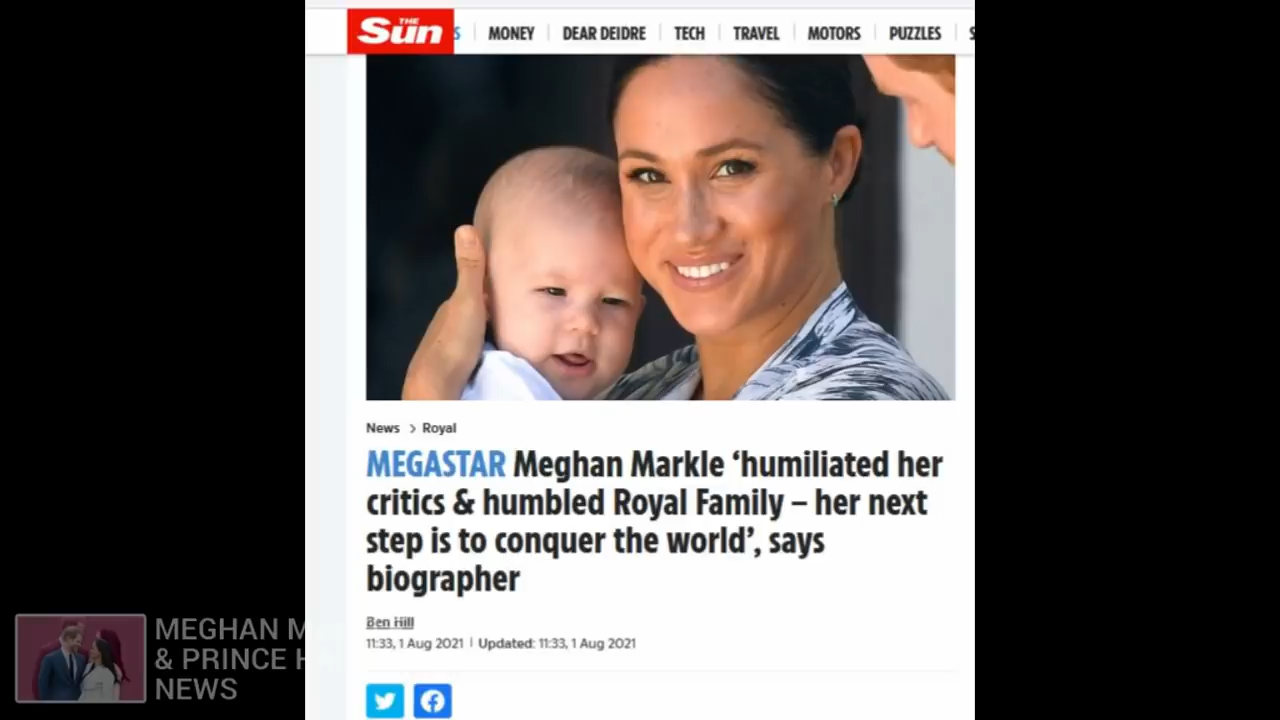 THE
Sun
S
MONEY
DEAR DEIDRE
TECH
TRAVEL
MOTORS
PUZZLES
S
News > Royal
MEGASTAR Meghan Markle ‘humiliated her
critics & humbled Royal Family – her next
step is to conquer the world’, says
biographer
Ben Hill
11:33, 1 Aug 2021 | Updated: 11:33, 1 Aug 2021
MEGHAN M
& PRINCE H
NEWS